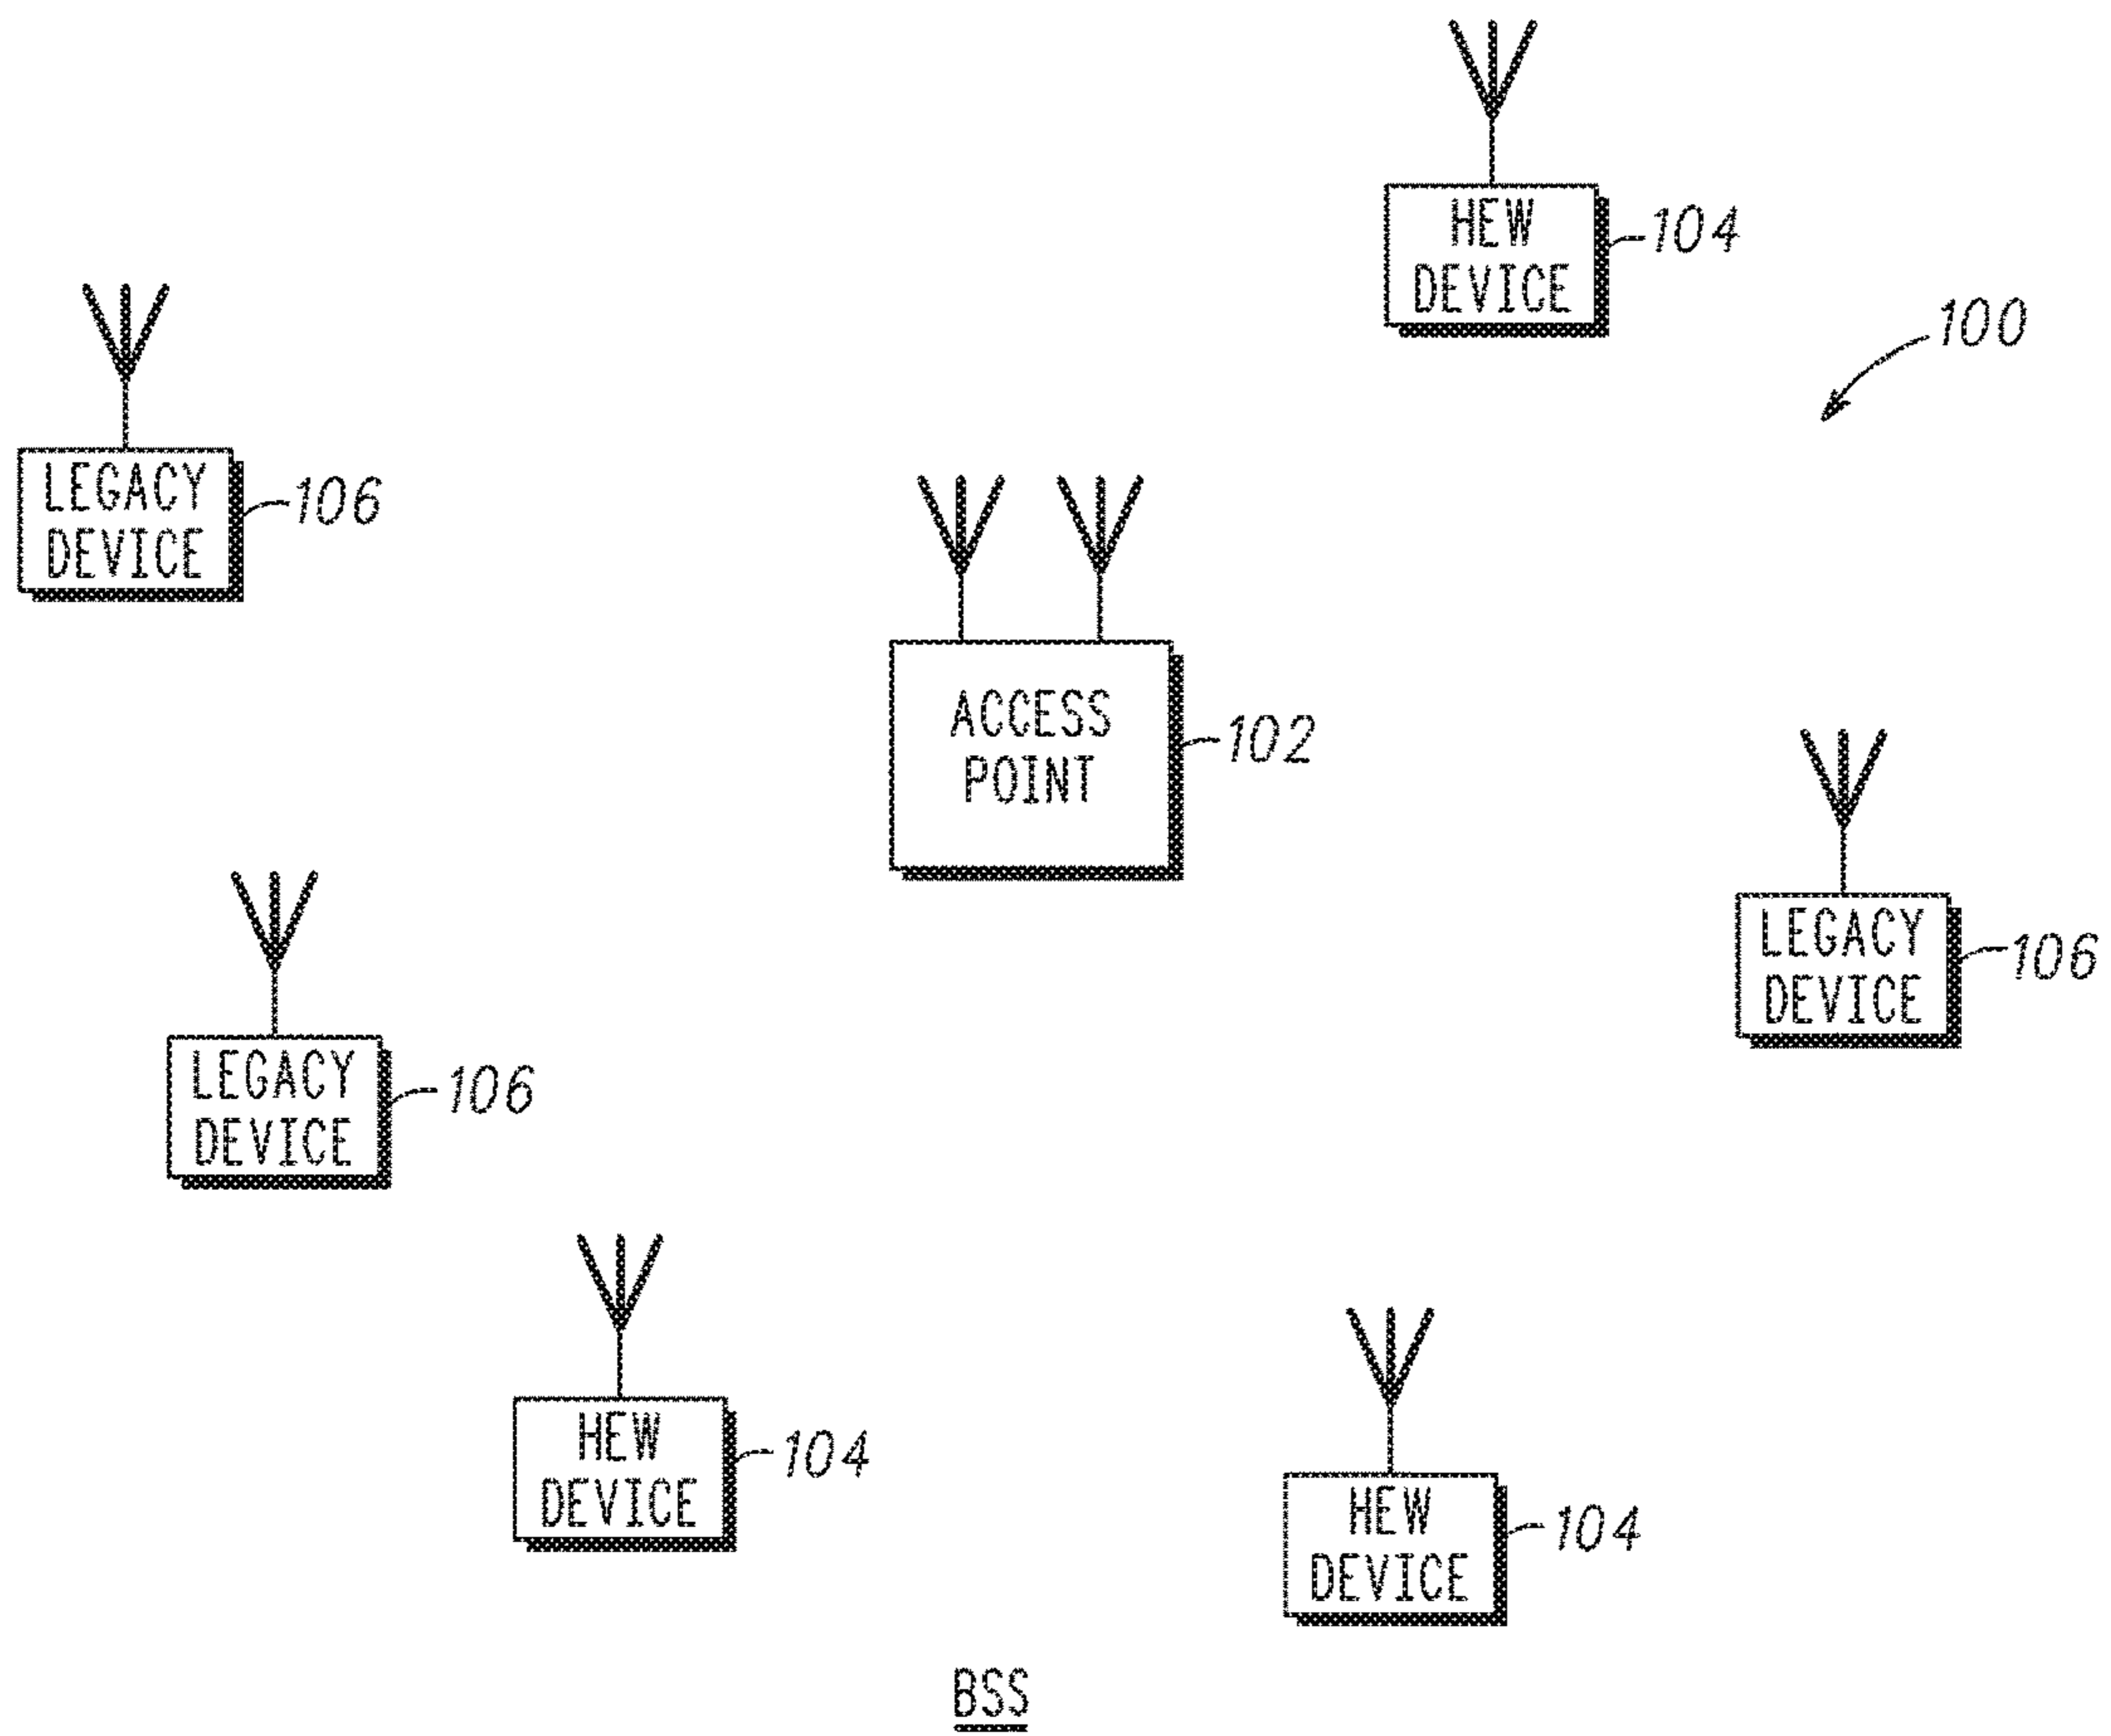 HEW
DEVICE
104
100
LEGACY
DEVICE
106
ACCESS
POINT
102
LEGACY
DEVICE
106
LEGACY
DEVICE
106
HEW
DEVICE
104
HEW
DEVICE
104
BSS